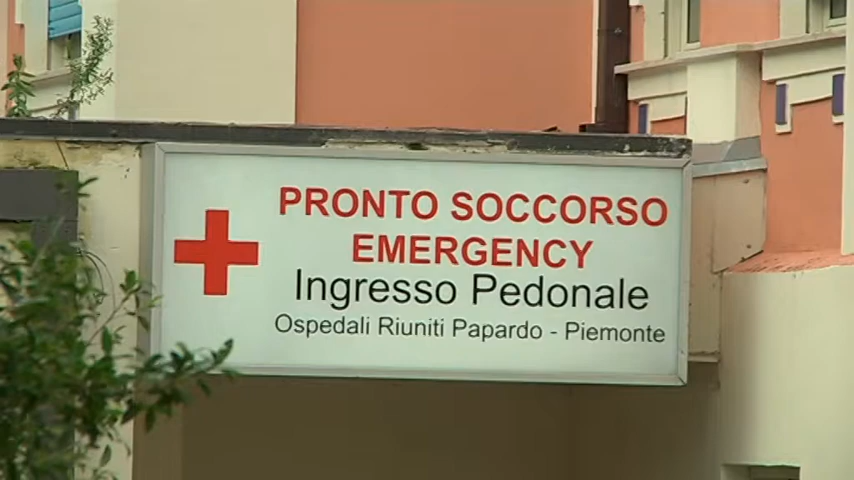 PRONTO SOCCORSO
EMERGENCY
Ingresso Pedonale
Ospedali Riuniti Papardo - Piemonte